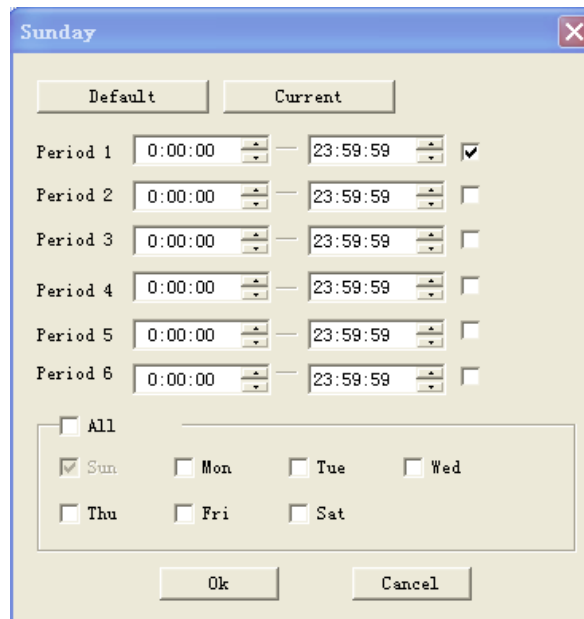 Sunday
Default Current
Period 1 0:00:00 — 23:59:59
Period 2 0:00:00 — 23:59:59
Period 3 0:00:00 — 23:59:59
Period 4 0:00:00 — 23:59:59
Period 5 0:00:00 — 23:59:59
Period 6 0:00:00 — 23:59:59
All
Sun Mon Tue Wed
Thu Fri Sat
Ok Cancel